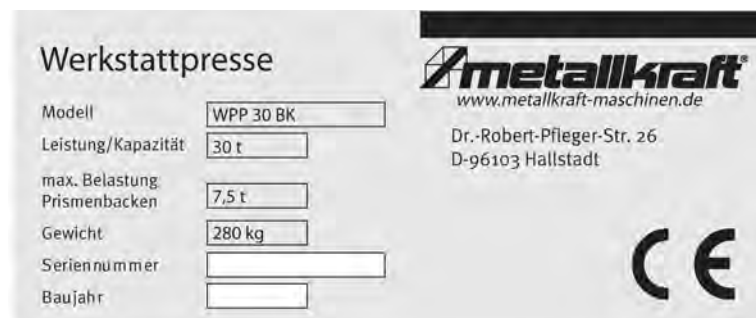 Werkstattpresse
Modell WPP 30 BK
Leistung/Kapazität 30 t
max. Belastung
Prismenbacken 7,5 t
Gewicht 280 kg
Seriennummer
Baujahr
metallkraft®
www.metallkraft-maschinen.de
Dr.-Robert-Pfleger-Str. 26
D-96103 Hallstadt
CE